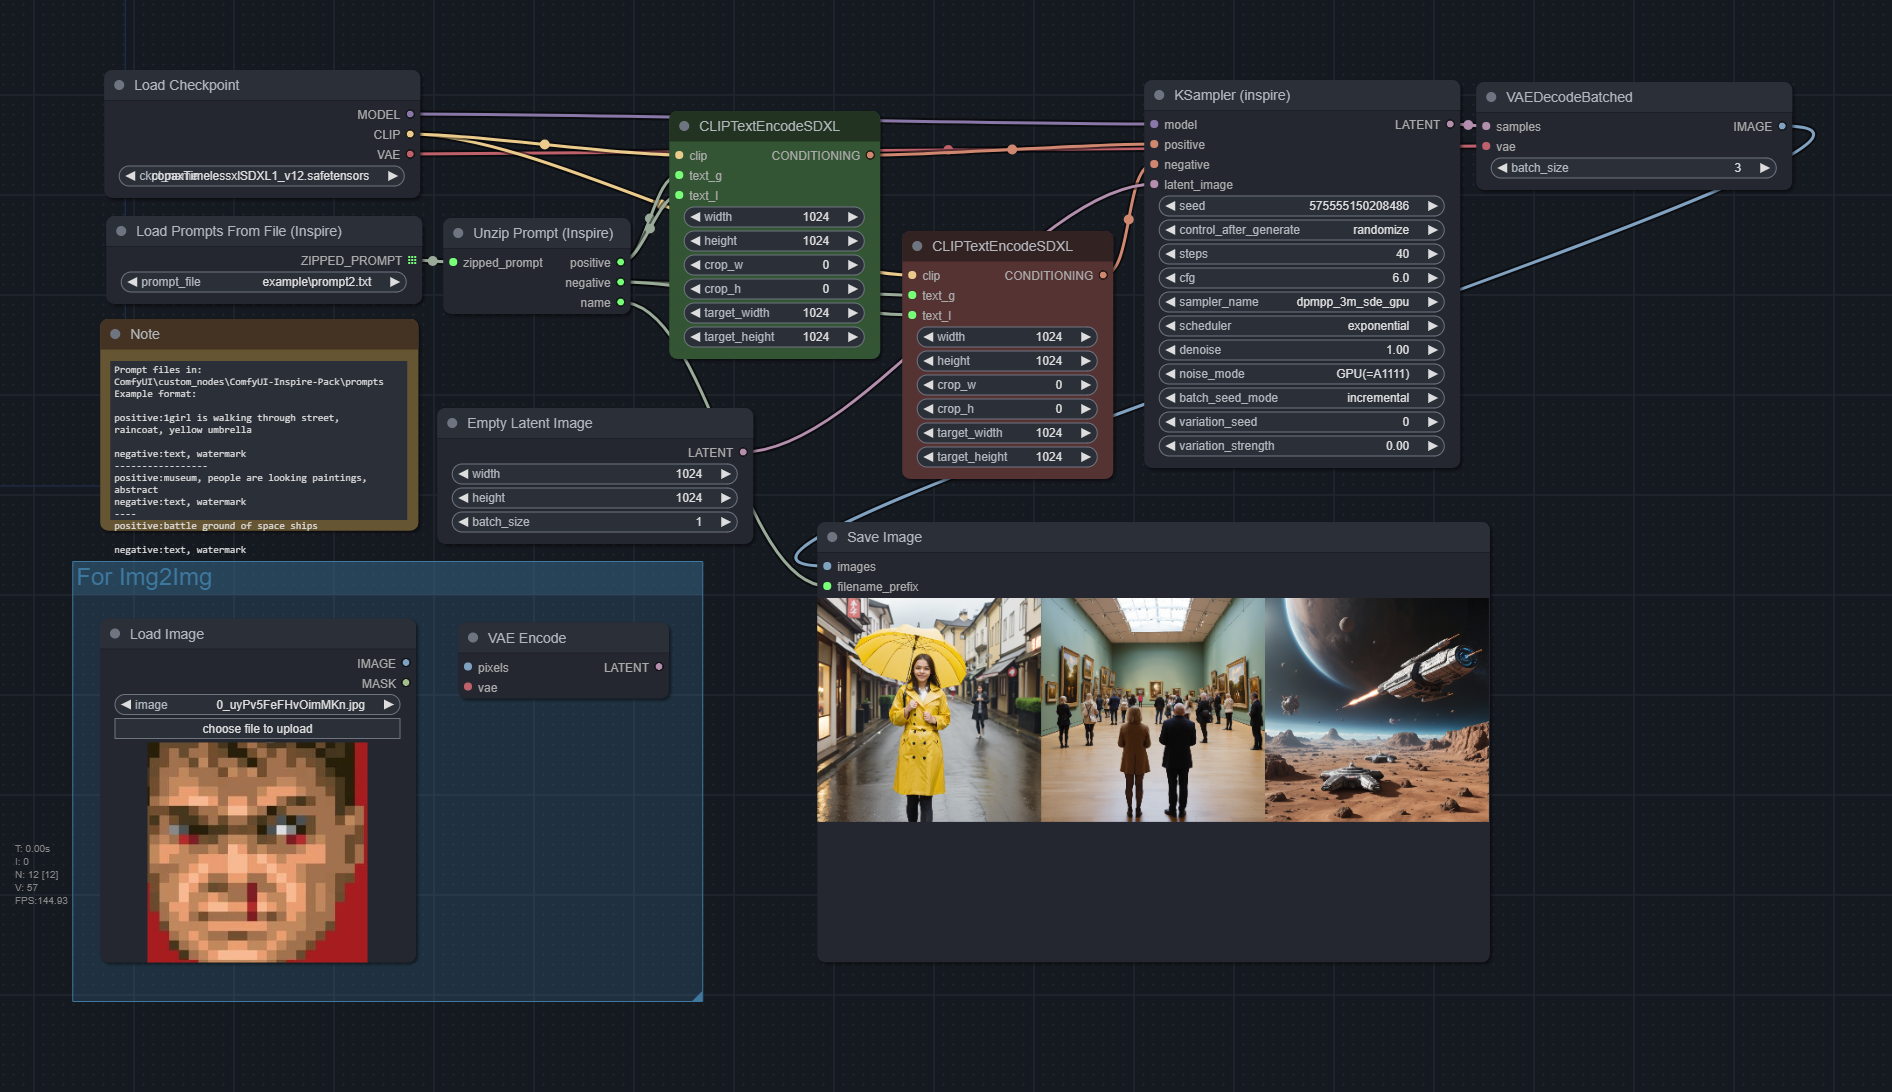 Load Checkpoint
MODEL
CLIP
VAE
TimelessxlSDXL1_v12.safetensors
Load Prompts From File (Inspire)
ZIPPED_PROMPT
prompt_file example\prompt2.txt
Note
Prompt files in:
ComfyUI\custom_nodes\ComfyUI-Inspire-Pack\prompts
Example format:
positive:1girl is walking through street,
raincoat, yellow umbrella
negative:text, watermark
-----------------
positive:museum, people are looking paintings,
abstract
negative:text, watermark
----
positive:battle ground of space ships
negative:text, watermark
Unzip Prompt (Inspire)
zipped_prompt positive
negative
name
CLIPTextEncodeSDXL
clip CONDITIONING
text_g
text_l
width 1024
height 1024
crop_w 0
crop_h 0
target_width 1024
target_height 1024
CLIPTextEncodeSDXL
clip CONDITIONING
text_g
text_l
width 1024
height 1024
crop_w 0
crop_h 0
target_width 1024
target_height 1024
Empty Latent Image
LATENT
width 1024
height 1024
batch_size 1
KSampler (inspire)
model LATENT
positive
negative
latent_image
seed 575555150208486
control_after_generate randomize
steps 40
cfg 6.0
sampler_name dpmpp_3m_sde_gpu
scheduler exponential
denoise 1.00
noise_mode GPU(=A1111)
batch_seed_mode incremental
variation_seed 0
variation_strength 0.00
VAEDecodeBatched
samples IMAGE
vae
batch_size 3
Save Image
images
filename_prefix
For Img2Img
Load Image
IMAGE
MASK
image 0_uyPv5FeFHvOimMKn.jpg
choose file to upload
VAE Encode
pixels LATENT
vae
T: 0.00s
I: 0
N: 12 [12]
V: 57
FPS:144.93